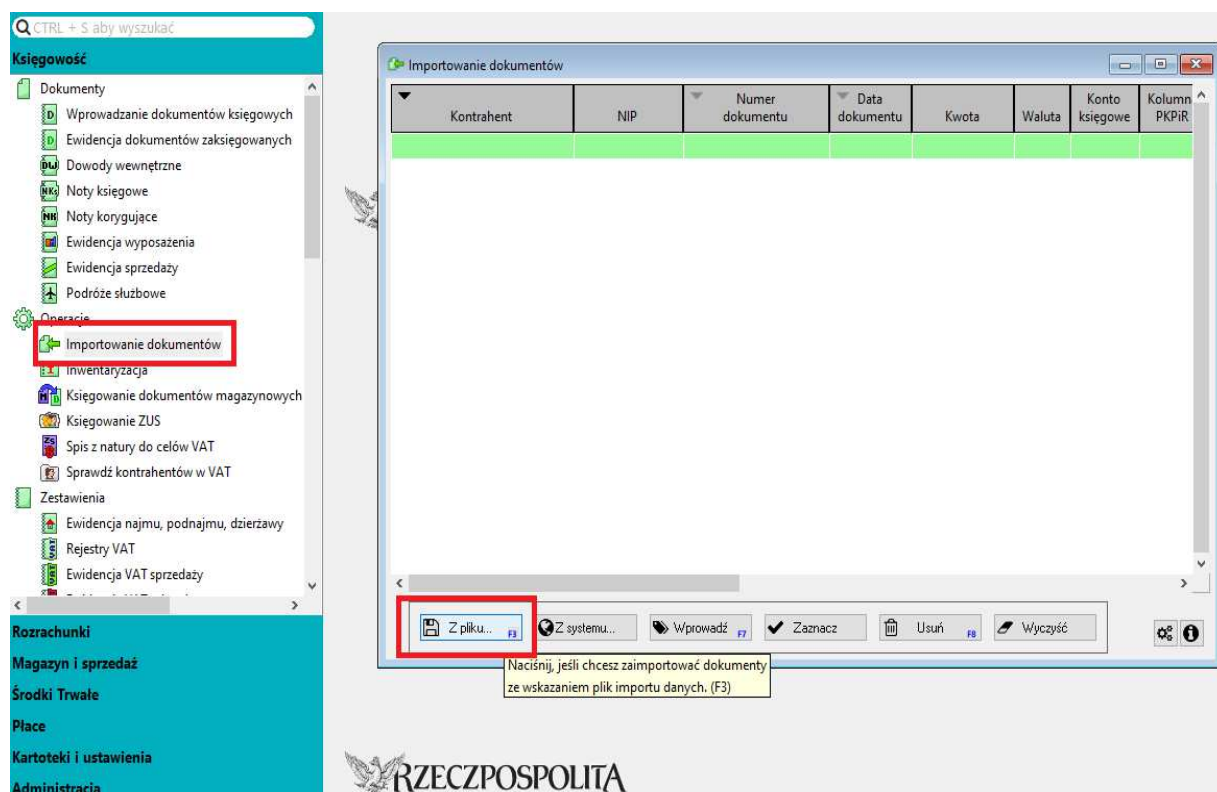 CTRL + S aby wyszukać
Księgowość
Dokumenty
Wprowadzanie dokumentów księgowych
Ewidencja dokumentów zaksięgowanych
Dowody wewnętrzne
Noty księgowe
Noty korygujące
Ewidencja wyposażenia
Ewidencja sprzedaży
Podróże służbowe
Operacje
Importowanie dokumentów
Inwentaryzacja
Księgowanie dokumentów magazynowych
Księgowanie ZUS
Spis z natury do celów VAT
Sprawdź kontrahentów w VAT
Zestawienia
Ewidencja najmu, podnajmu, dzierżawy
Rejestry VAT
Ewidencja VAT sprzedaży
Rozrachunki
Magazyn i sprzedaż
Środki Trwałe
Płace
Kartoteki i ustawienia
Administracja
Importowanie dokumentów
Kontrahent NIP Numer dokumentu Data dokumentu Kwota Waluta Konto księgowe Kolumn PKPiR
Z pliku... F3 Z systemu... Wprowadź F7 Zaznacz Usuń F8 Wyczyść
Naciśnij, jeśli chcesz zaimportować dokumenty
ze wskazaniem plik importu danych. (F3)
RZECZPOSPOLITA